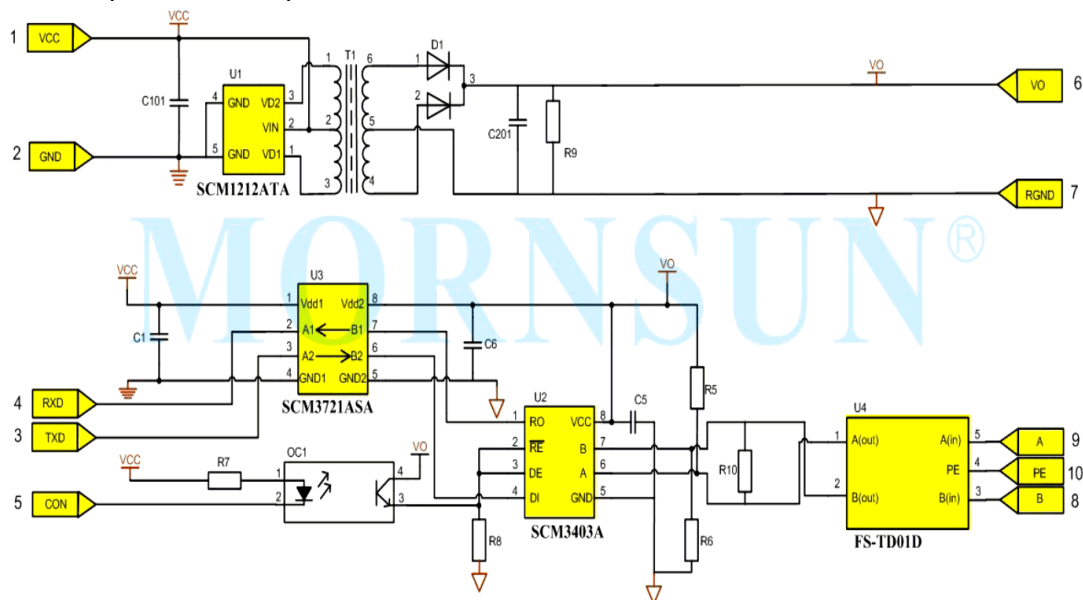 1 VCC VCC
C101
U1
4 GND VD2 3
VIN 2
5 GND VD1 1
SCM1212ATA
2 GND
T1
1 6
2 5
3 4
D1
1
2
3
C201
R9
VO
VO 6
RGND 7
MORNSUN®
VCC
C1
U3
1 Vdd1 Vdd2 8
2 A1 B1 7
3 A2 B2 6
4 GND1 GND2 5
SCM3721ASA
C6
VO
4 RXD
3 TXD
VCC
R7
OC1
1
2
4
3
VO
5 CON
R8
U2
1 RO VCC 8
2 RE B 7
3 DE A 6
4 DI GND 5
SCM3403A
C5
R5
R10
R6
U4
1 A(out) A(in) 5
PE 4
2 B(out) B(in) 3
FS-TD01D
A 9
PE 10
B 8